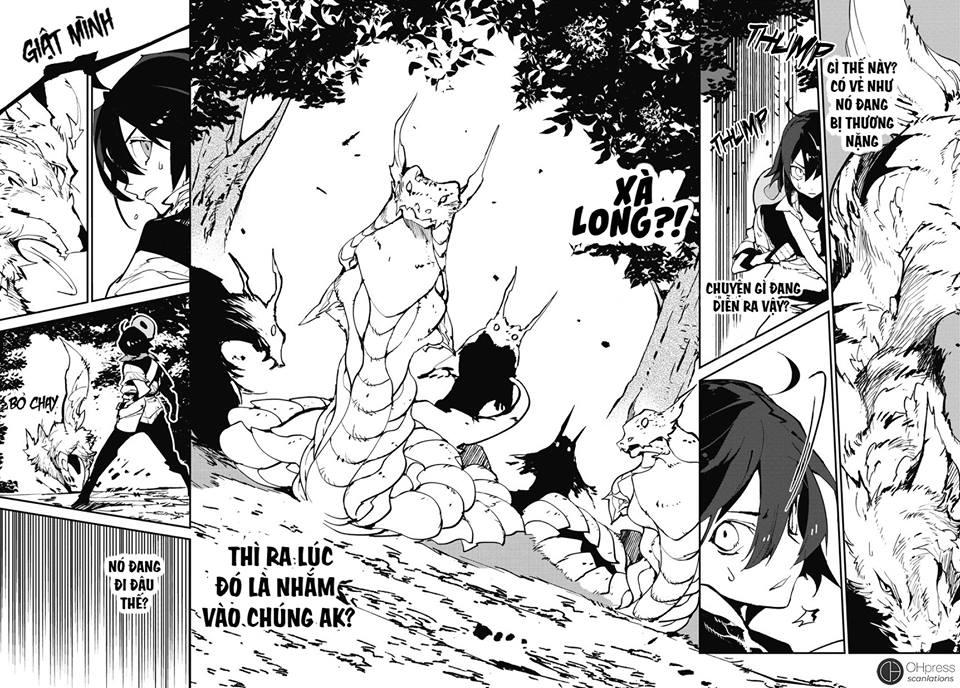 THUMP
GÌ THẾ NÀY?
CÓ VẺ NHƯ
NÓ ĐANG
BỊ THƯƠNG
NẶNG
THUMP
CHUYỆN GÌ ĐANG
DIỄN RA VẬY?
XÀ
LONG?!
THÌ RA LÚC
ĐÓ LÀ NHẮM
VÀO CHÚNG AK?
GIẬT MÌNH
BỎ CHẠY
NÓ ĐANG
ĐI ĐÂU
THẾ?
OHpress
scanlations